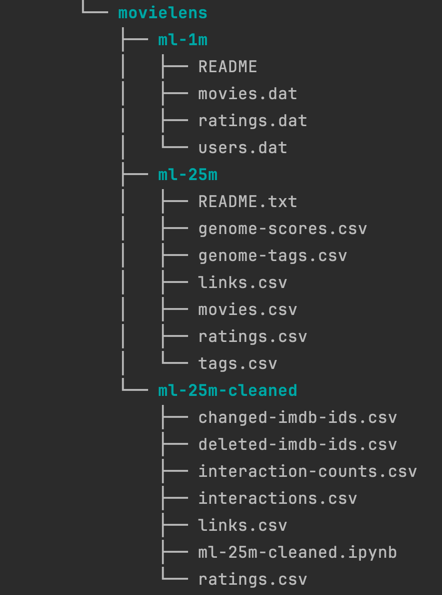 movielens
ml-1m
README
movies.dat
ratings.dat
users.dat
ml-25m
README.txt
genome-scores.csv
genome-tags.csv
links.csv
movies.csv
ratings.csv
tags.csv
ml-25m-cleaned
changed-imdb-ids.csv
deleted-imdb-ids.csv
interaction-counts.csv
interactions.csv
links.csv
ml-25m-cleaned.ipynb
ratings.csv